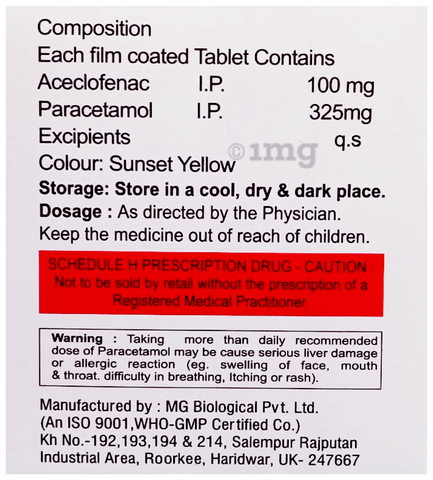 Composition
Each film coated Tablet Contains
Aceclofenac I.P. 100 mg
Paracetamol I.P. 325mg
Excipients q.s
©1mg
Colour: Sunset Yellow
Storage: Store in a cool, dry & dark place.
Dosage : As directed by the Physician.
Keep the medicine out of reach of children.
SCHEDULE H PRESCRIPTION DRUG - CAUTION
Not to be sold by retail without the prescription of a
Registered Medical Practitioner
Warning : Taking more than daily recommended
dose of Paracetamol may be cause serious liver damage
or allergic reaction (eg. swelling of face, mouth
& throat. difficulty in breathing, Itching or rash).
Manufactured by : MG Biological Pvt. Ltd.
(An ISO 9001,WHO-GMP Certified Co.)
Kh No.-192,193,194 & 214, Salempur Rajputan
Industrial Area, Roorkee, Haridwar, UK- 247667